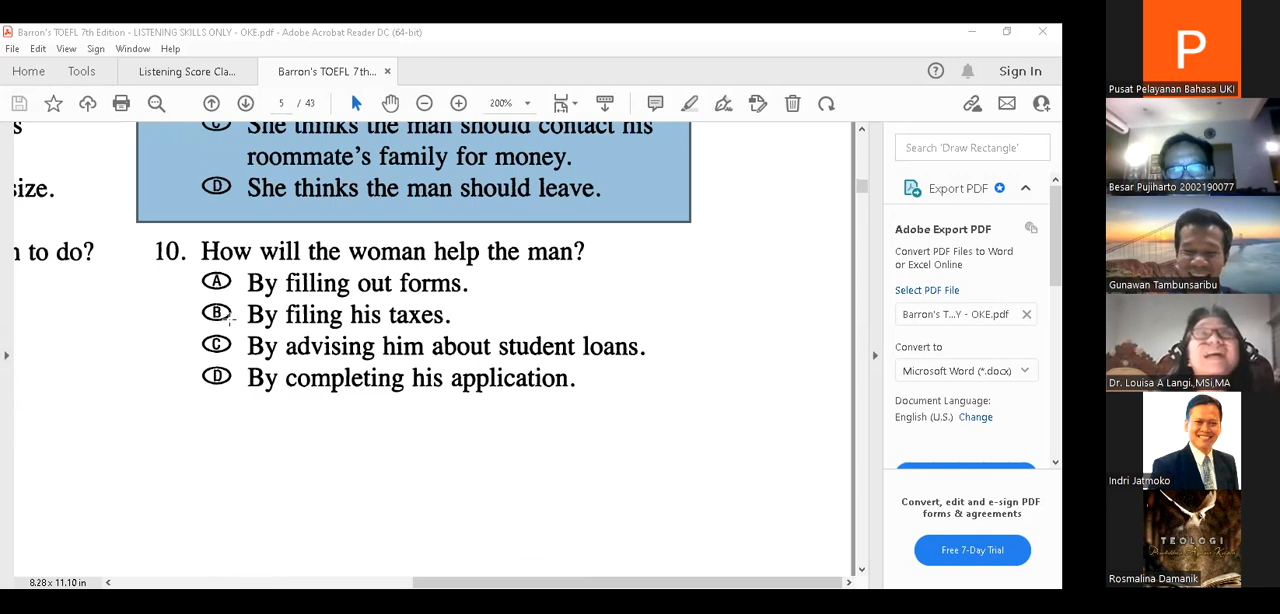 Barron's TOEFL 7th Edition - LISTENING SKILLS ONLY - OKE.pdf - Adobe Acrobat Reader DC (64-bit)
File Edit View Sign Window Help
Home Tools Listening Score Cla... Barron's TOEFL 7th... × Sign In
5 / 43 200%
s
C She thinks the man should contact his
roommate's family for money.
size.
D She thinks the man should leave.
n to do?
10. How will the woman help the man?
A By filling out forms.
B By filing his taxes.
C By advising him about student loans.
D By completing his application.
8.28 x 11.10 in
Search 'Draw Rectangle'
Export PDF
Adobe Export PDF
Convert PDF Files to Word
or Excel Online
Select PDF File
Barron's T...Y - OKE.pdf
Convert to
Microsoft Word (*.docx)
Document Language:
English (U.S.) Change
Convert, edit and e-sign PDF
forms & agreements
Free 7-Day Trial
P
Pusat Pelayanan Bahasa UKI
Besar Pujiharto 2002190077
Gunawan Tambunsaribu
Dr. Louisa A Langi.,MSi,MA
Indri Jatmoko
TEOLOGI
Rosmalina Damanik